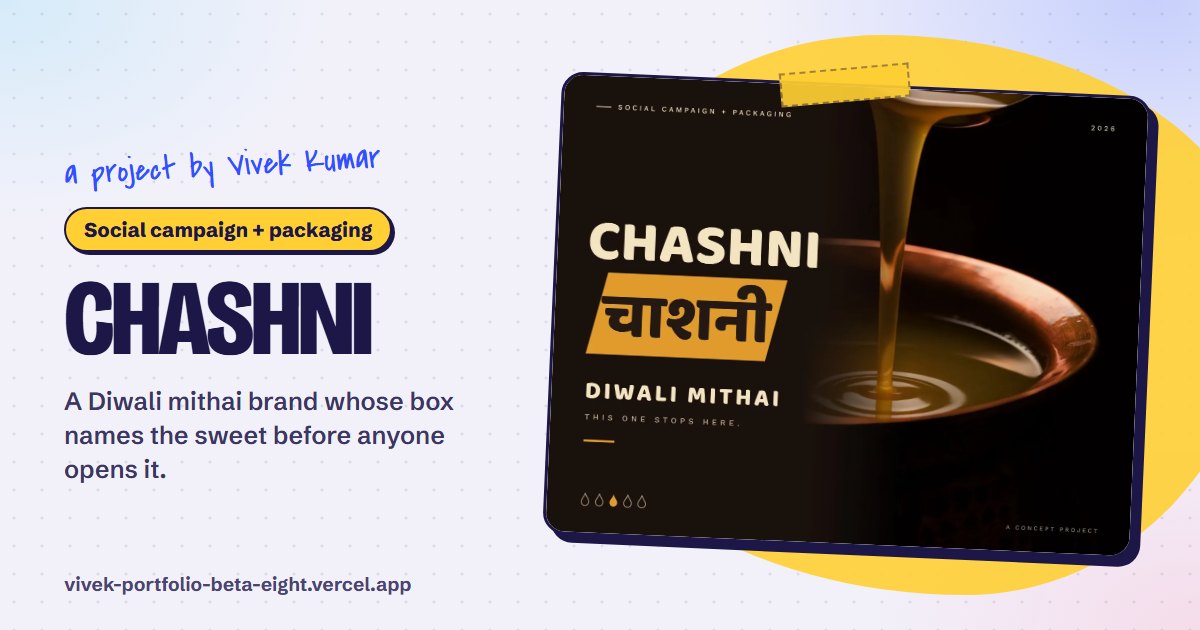 a project by Vivek Kumar
Social campaign + packaging
CHASHNI
A Diwali mithai brand whose box
names the sweet before anyone
opens it.
vivek-portfolio-beta-eight.vercel.app
SOCIAL CAMPAIGN + PACKAGING
2026
CHASHNI
चाशनी
DIWALI MITHAI
THIS ONE STOPS HERE.
A CONCEPT PROJECT